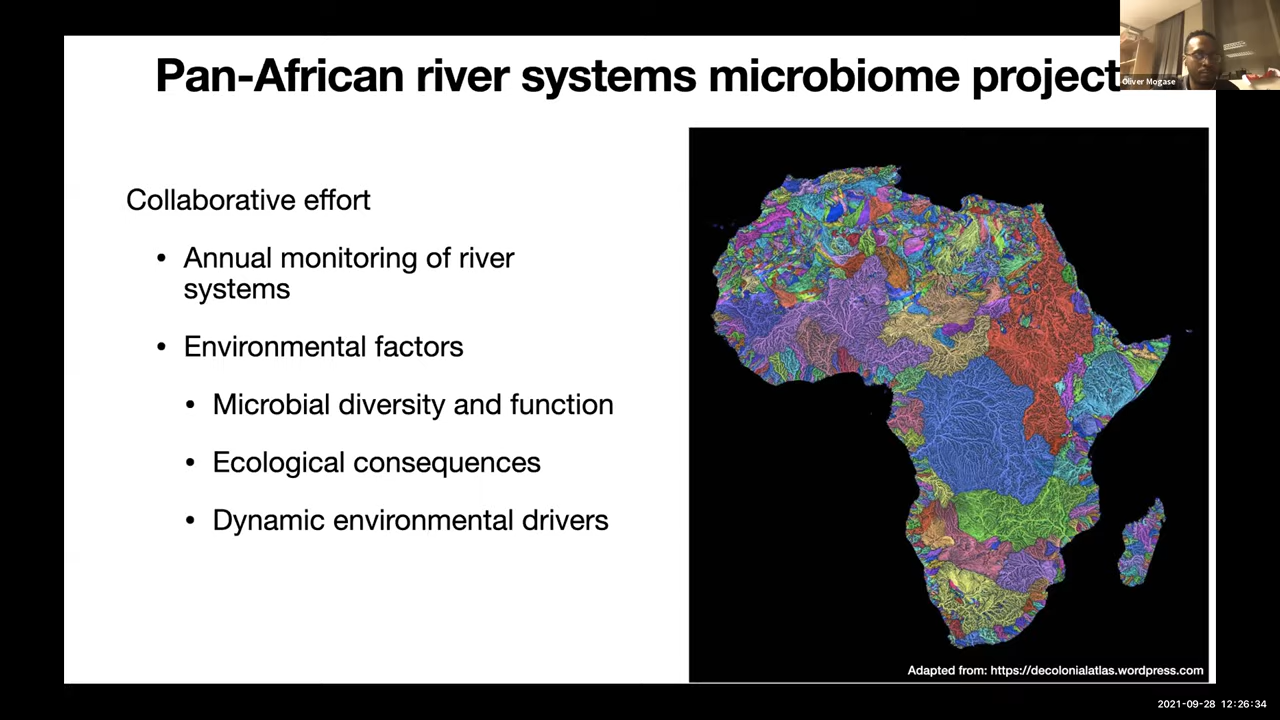 Pan-African river systems microbiome project
Oliver Mogase
Collaborative effort
• Annual monitoring of river
systems
• Environmental factors
• Microbial diversity and function
• Ecological consequences
• Dynamic environmental drivers
Adapted from: https://decolonialatlas.wordpress.com
2021-09-28 12:26:34